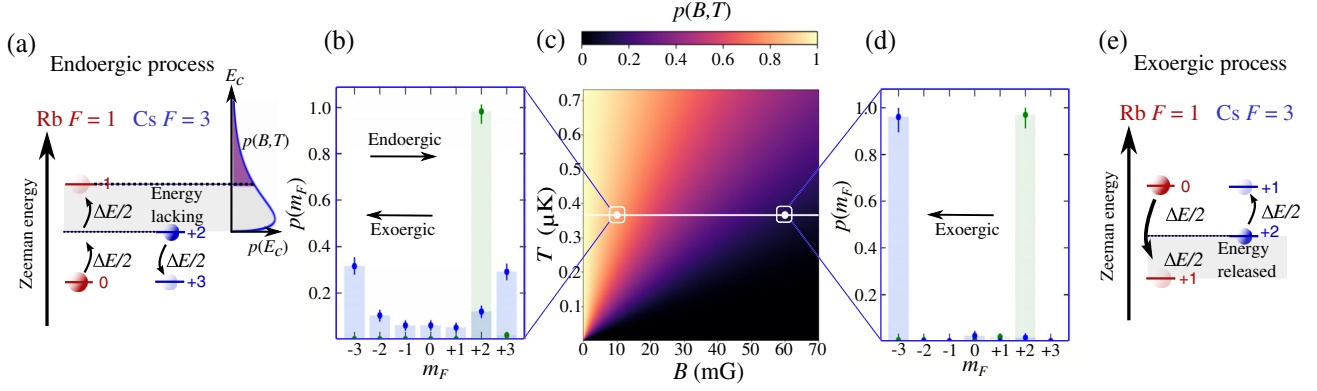 (a)
Endoergic process
E_C
Rb F = 1 Cs F = 3
p(B,T)
Zeeman energy
-1
ΔE/2
Energy
lacking
+2
p(E_C)
ΔE/2
ΔE/2
0
+3
(b)
p(m_F)
1.0
0.8
0.6
0.4
0.2
Endoergic
Exoergic
-3 -2 -1 0 +1 +2 +3
m_F
(c)
p(B,T)
0 0.2 0.4 0.6 0.8 1
T (μK)
0.7
0.6
0.5
0.4
0.3
0.2
0.1
0 10 20 30 40 50 60 70
B (mG)
(d)
p(m_F)
1.0
0.8
0.6
0.4
0.2
Exoergic
-3 -2 -1 0 +1 +2 +3
m_F
(e)
Exoergic process
Rb F = 1 Cs F = 3
Zeeman energy
0
+1
ΔE/2
ΔE/2
+2
ΔE/2
Energy
released
+1